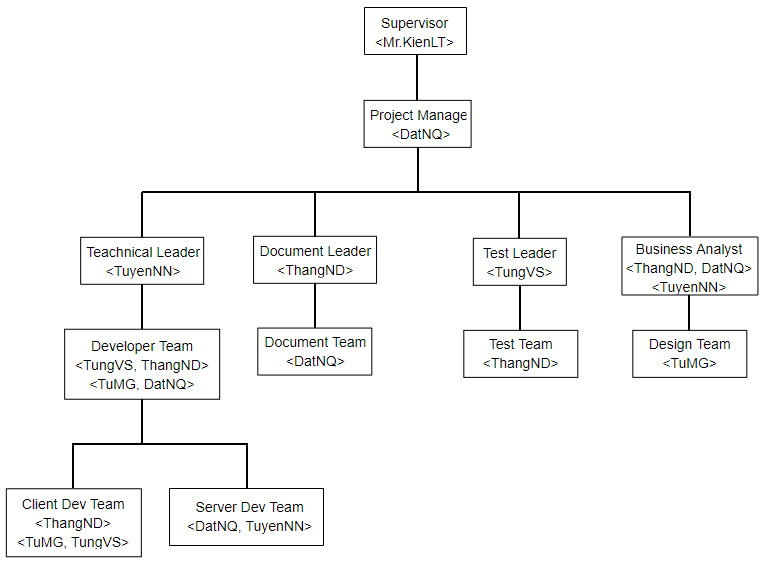 Supervisor
<Mr.KienLT>
Project Manage
<DatNQ>
Teachnical Leader
<TuyenNN>
Document Leader
<ThangND>
Test Leader
<TungVS>
Business Analyst
<ThangND, DatNQ>
<TuyenNN>
Developer Team
<TungVS, ThangND>
<TuMG, DatNQ>
Document Team
<DatNQ>
Test Team
<ThangND>
Design Team
<TuMG>
Client Dev Team
<ThangND>
<TuMG, TungVS>
Server Dev Team
<DatNQ, TuyenNN>